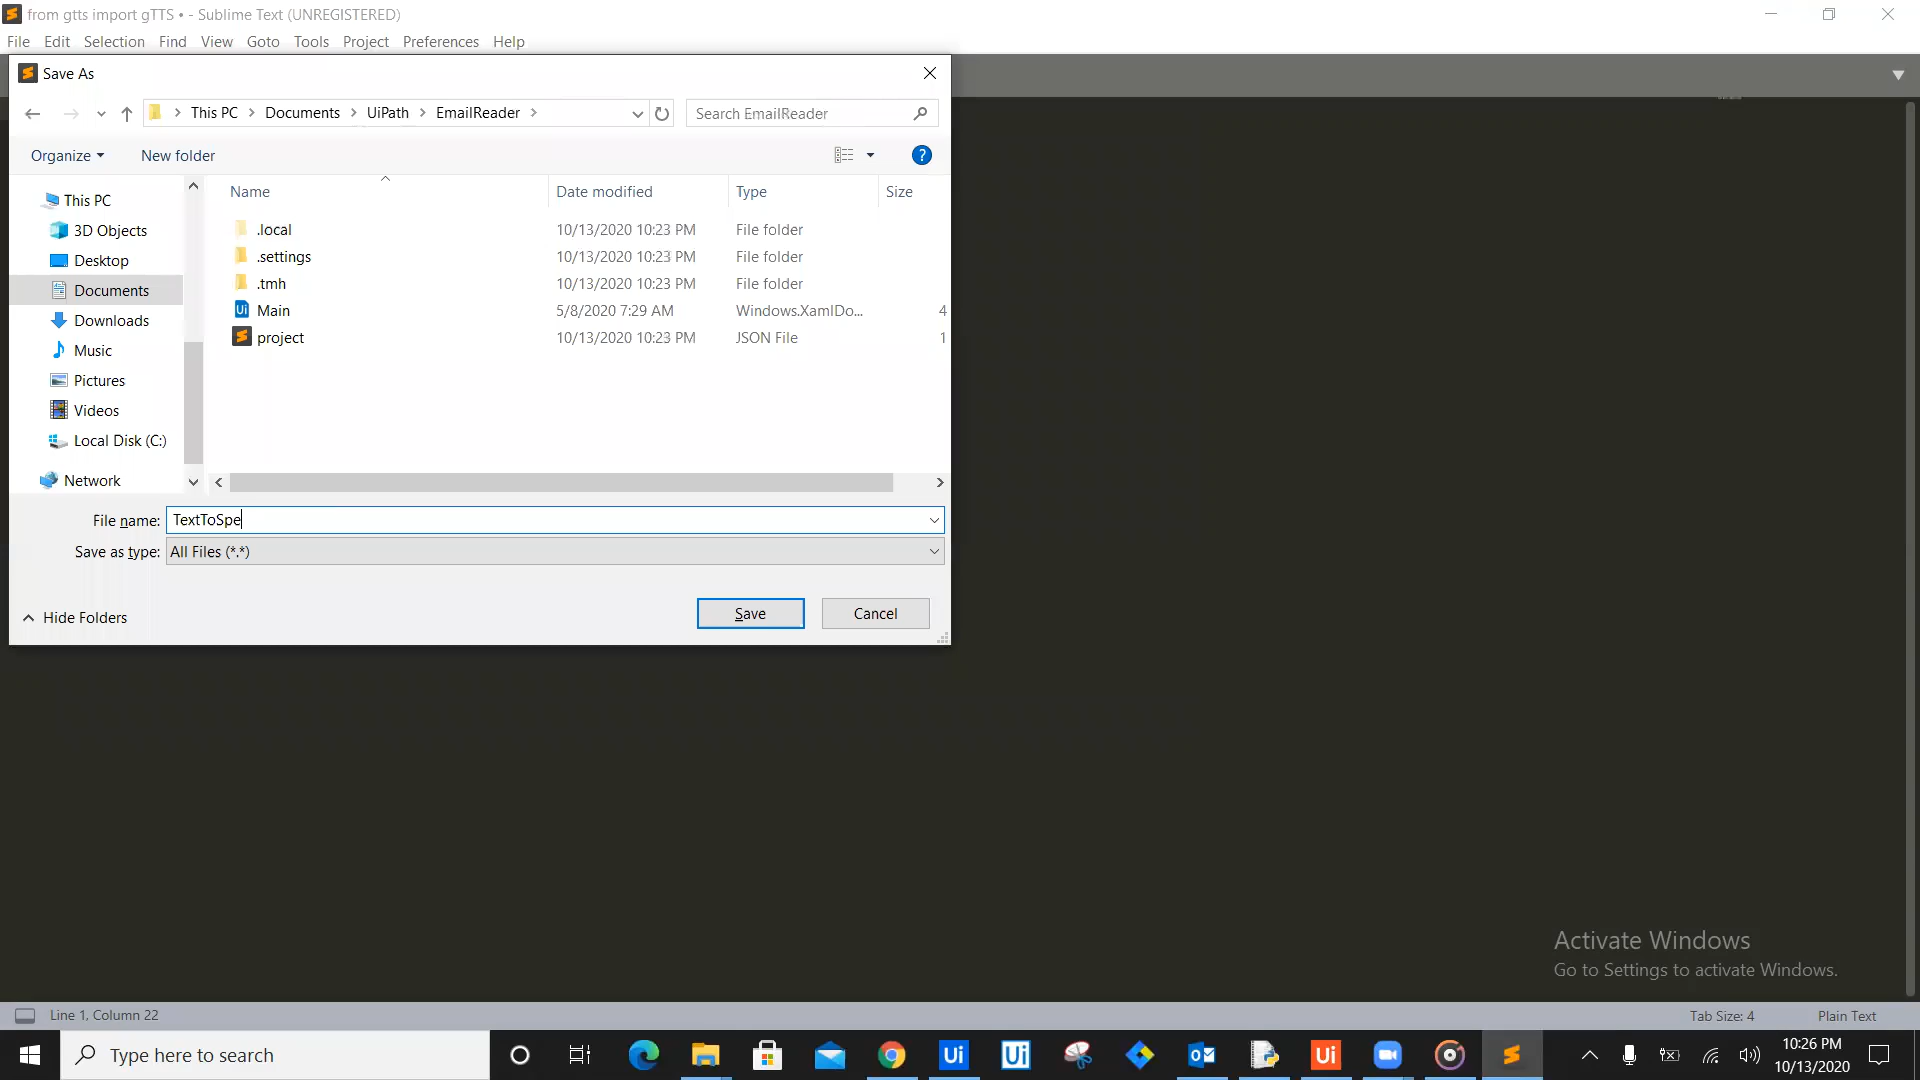 from gtts import gTTS • - Sublime Text (UNREGISTERED)
File Edit Selection Find View Goto Tools Project Preferences Help
Save As
This PC > Documents > UiPath > EmailReader >
Search EmailReader
Organize
New folder
Name Date modified Type Size
This PC
3D Objects
Desktop
Documents
Downloads
Music
Pictures
Videos
Local Disk (C:)
Network
.local 10/13/2020 10:23 PM File folder
.settings 10/13/2020 10:23 PM File folder
.tmh 10/13/2020 10:23 PM File folder
Main 5/8/2020 7:29 AM Windows.XamlDo... 4
project 10/13/2020 10:23 PM JSON File 1
File name: TextToSpe
Save as type: All Files (*.*)
Hide Folders
Save
Cancel
Activate Windows
Go to Settings to activate Windows.
Line 1, Column 22
Tab Size: 4
Plain Text
Type here to search
10:26 PM
10/13/2020